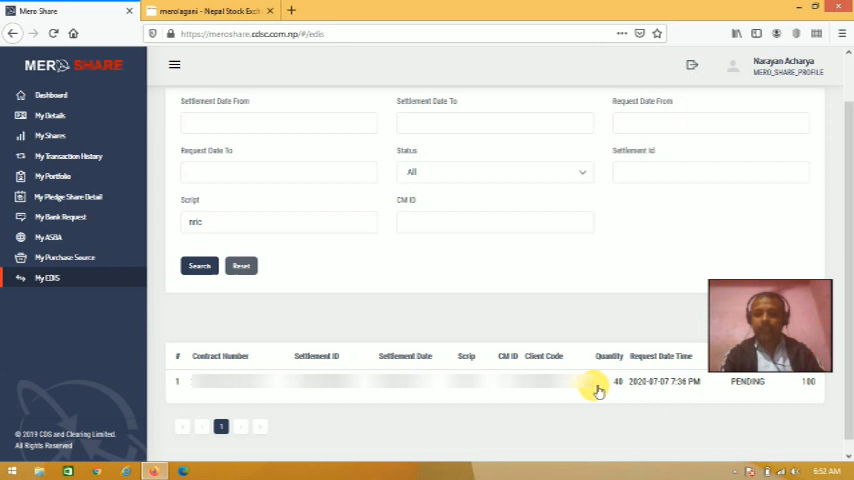 Mero Share
merolagani - Nepal Stock Exch
https://meroshare.cdsc.com.np/#/edis
MERO SHARE
Narayan Acharya
MERO_SHARE_PROFILE
Dashboard
My Details
My Shares
My Transaction History
My Portfolio
My Pledge Share Detail
My Bank Request
My ASBA
My Purchase Source
My EDIS
Settlement Date From
Settlement Date To
Request Date From
Request Date To
Status
Settlement Id
All
Script
CM ID
nric
Search
Reset
# Contract Number Settlement ID Settlement Date Scrip CM ID Client Code Quantity Request Date Time
1 40 2020-07-07 7:36 PM PENDING 100
1
© 2019 CDS and Clearing Limited.
All Rights Reserved.
6:52 AM